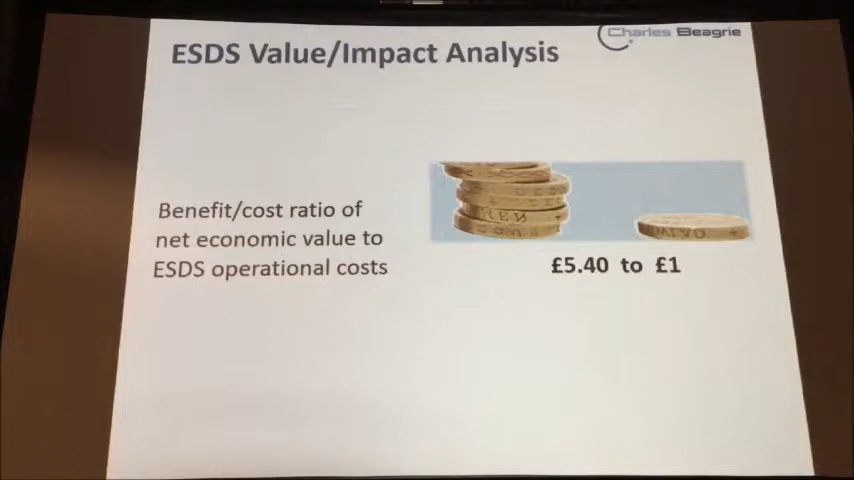 Charles Beagrie
ESDS Value/Impact Analysis
Benefit/cost ratio of
net economic value to
ESDS operational costs
£5.40 to £1